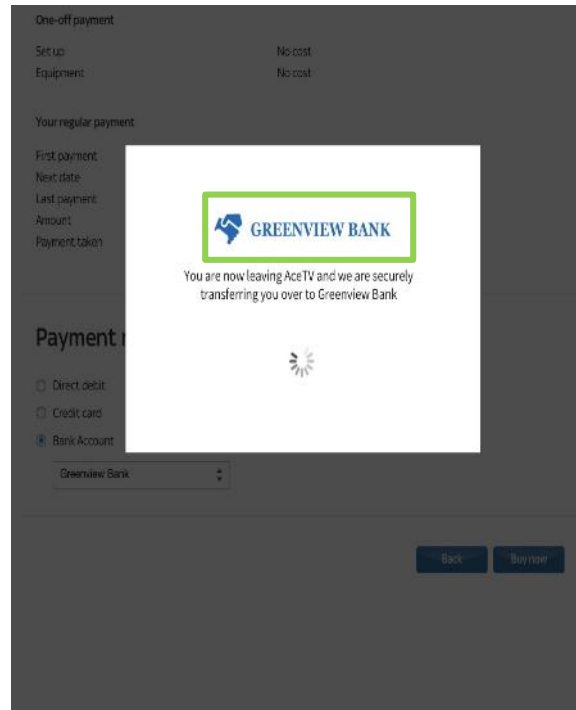 One-off payment
Set up No cost
Equipment No cost
Your regular payment
First payment
Next date
Last payment
Amount
Payment taken
GREENVIEW BANK
You are now leaving AceTV and we are securely
transferring you over to Greenview Bank
Payment
Direct debit
Credit card
Bank Account
Greenview Bank
Back Buy now